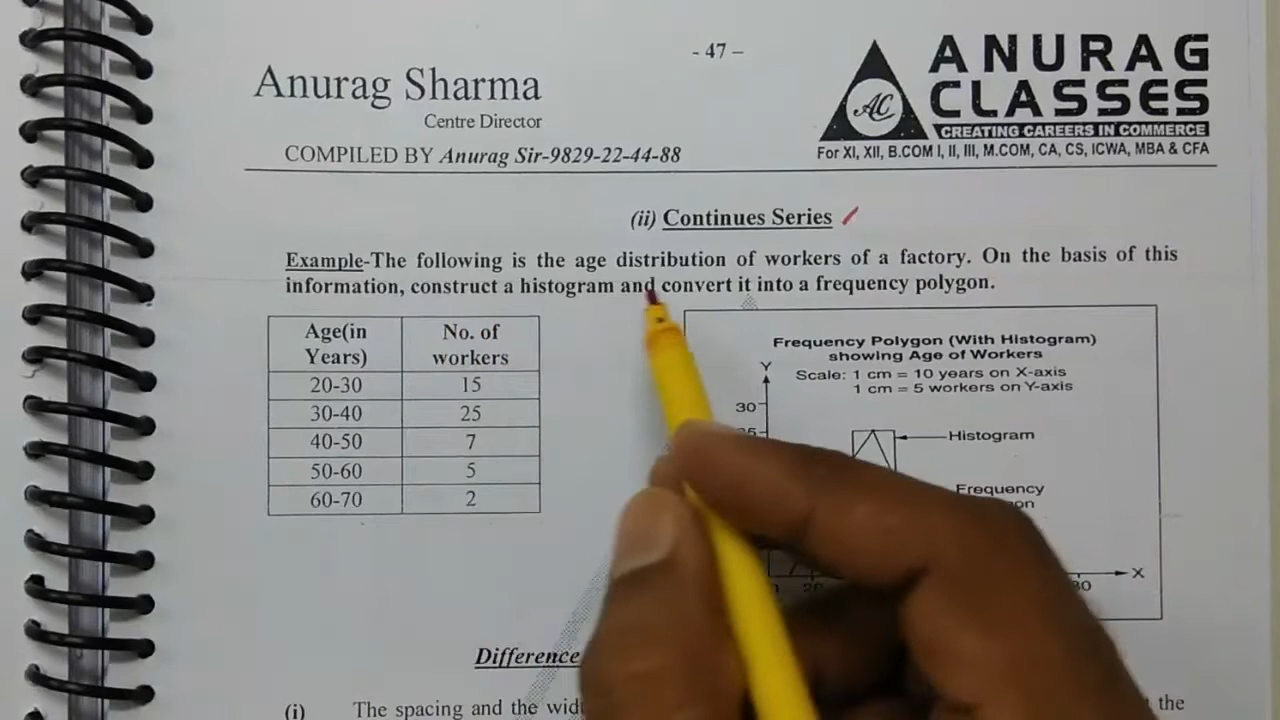 - 47 –
Anurag Sharma
Centre Director
COMPILED BY Anurag Sir-9829-22-44-88
ANURAG
CLASSES
AC
CREATING CAREERS IN COMMERCE
For XI, XII, B.COM I, II, III, M.COM, CA, CS, ICWA, MBA & CFA
(ii) Continues Series
Example-The following is the age distribution of workers of a factory. On the basis of this
information, construct a histogram and convert it into a frequency polygon.
Age(in Years) No. of workers
20-30 15
30-40 25
40-50 7
50-60 5
60-70 2
Frequency Polygon (With Histogram)
showing Age of Workers
Scale: 1 cm = 10 years on X-axis
1 cm = 5 workers on Y-axis
Y
30
Histogram
Frequency
X
Difference
(i) The spacing and the the